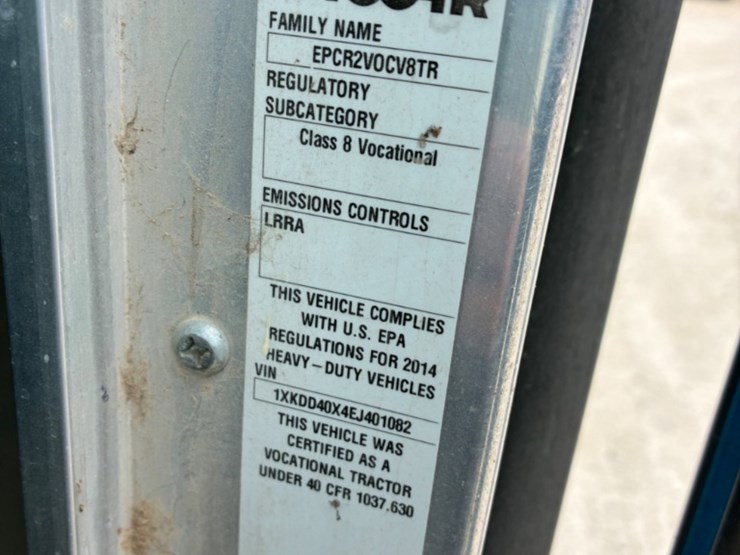 FAMILY NAME
EPCR2VOCV8TR
REGULATORY
SUBCATEGORY
Class 8 Vocational
EMISSIONS CONTROLS
LRRA
THIS VEHICLE COMPLIES
WITH U.S. EPA
REGULATIONS FOR 2014
HEAVY-DUTY VEHICLES
VIN
1XKDD40X4EJ401082
THIS VEHICLE WAS
CERTIFIED AS A
VOCATIONAL TRACTOR
UNDER 40 CFR 1037.630